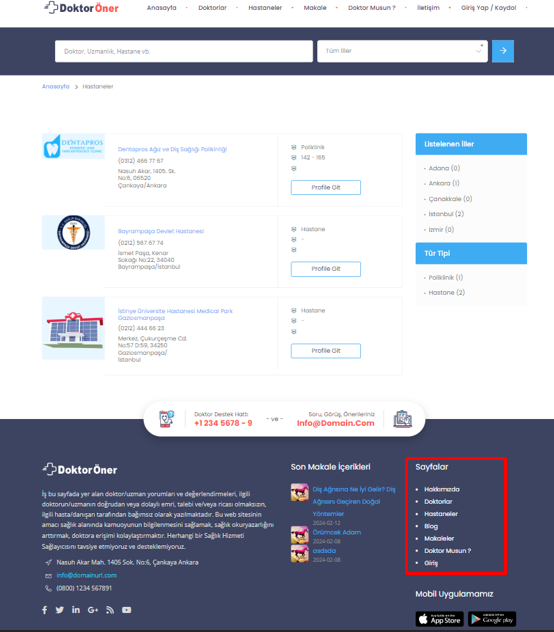 DoktorÖner
Anasayfa
Doktorlar
Hastaneler
Makale
Doktor Musun ?
İletişim
Giriş Yap / Kaydol
Doktor, Uzmanlık, Hastane vb.
Tüm İller
Anasayfa > Hastaneler
DENTAPROS
Dentapros Ağız ve Diş Sağlığı Polikinliği
(0312) 466 77 67
Nasuh Akar, 1405. Sk.
No:6, 06520
Çankaya/Ankara
Poliklinik
142 - 165
Profile Git
Bayrampaşa Devlet Hastanesi
(0212) 567 67 74
İsmet Paşa, Kenar
Sokağı No:22, 34040
Bayrampaşa/İstanbul
Hastane
-
Profile Git
İstinye Üniversite Hastanesi Medical Park
Gaziosmanpaşa
(0212) 444 66 23
Merkez, Çukurçeşme Cd.
No:57 D:59, 34250
Gaziosmanpaşa/
İstanbul
Hastane
-
Profile Git
Listelenen İller
Adana (0)
Ankara (1)
Çanakkale (0)
İstanbul (2)
İzmir (0)
Tür Tipi
Poliklinik (1)
Hastane (2)
Doktor Destek Hattı
+1 234 5678 - 9
- ve -
Soru, Görüş, Önerileriniz
Info@Domain.Com
DoktorÖner
İş bu sayfada yer alan doktor/uzman yorumları ve değerlendirmeleri, ilgili
doktorun/uzmanın doğrudan veya dolaylı emri, talebi ve/veya ricası olmaksızın,
ilgili hasta/danışan tarafından bağımsız olarak yazılmaktadır. Bu web sitesinin
amacı sağlık alanında kamuoyunun bilgilenmesini sağlamak, sağlık okuryazarlığını
arttırmak, doktora erişimi kolaylaştırmaktır. Herhangi bir Sağlık Hizmeti
Sağlayıcısını tavsiye etmiyoruz ve desteklemiyoruz.
Nasuh Akar Mah. 1405 Sok. No:6, Çankaya Ankara
info@domainurl.com
(0800) 1234 567891
Son Makale İçerikleri
Diş Ağrısına Ne İyi Gelir? Diş
Ağrısını Geçiren Doğal
Yöntemler
2024-02-12
Örümcek Adam
2024-02-08
asdsda
2024-02-08
Sayfalar
Hakkımızda
Doktorlar
Hastaneler
Blog
Makaleler
Doktor Musun ?
Giriş
Mobil Uygulamamız
App Store
Google play